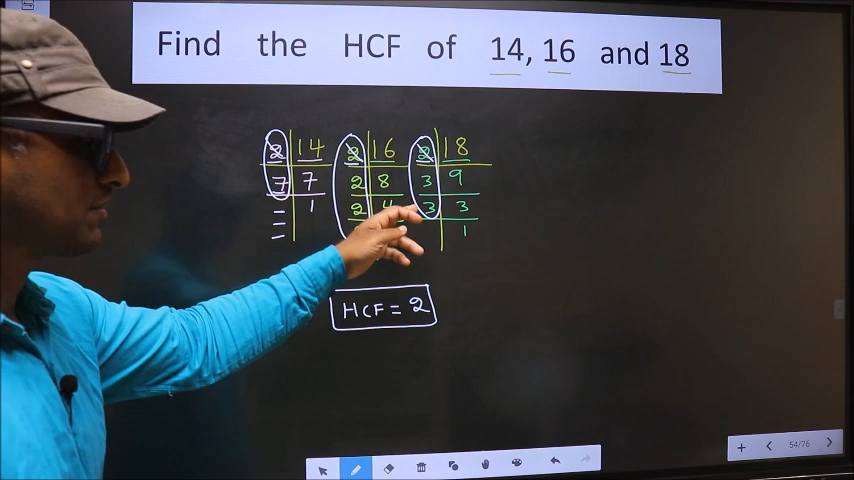 Find the HCF of 14, 16 and 18
2 14 2 16 2 18
7 7 2 8 3 9
1 2 4 3 3
1
HCF = 2
54/76